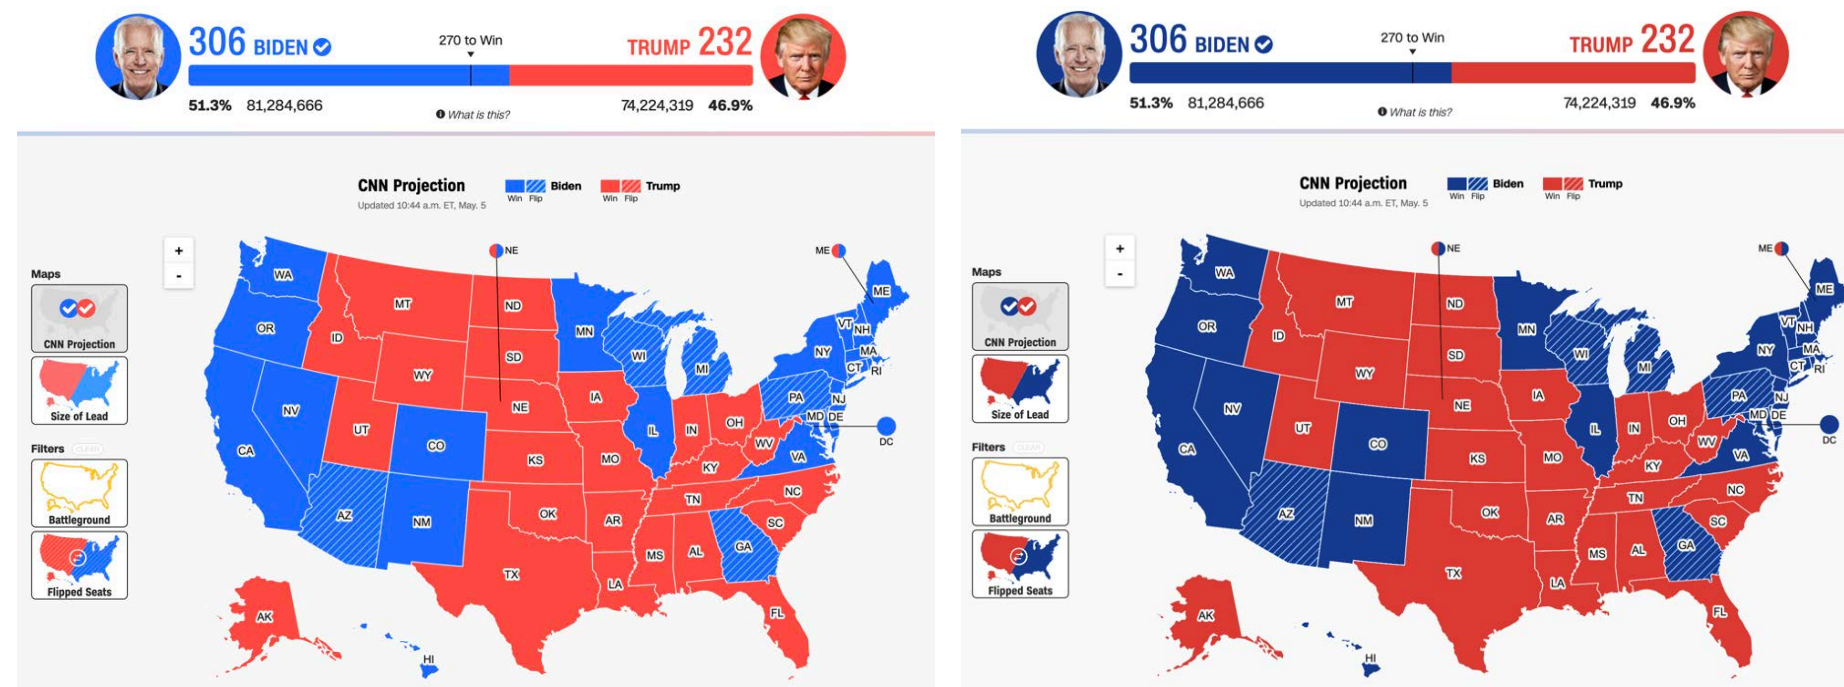 306 BIDEN
270 to Win
TRUMP 232
51.3% 81,284,666
What is this?
74,224,319 46.9%
CNN Projection
Updated 10:44 a.m. ET, May. 5
Biden
Win Flip
Trump
Win Flip
+
-
Maps
CNN Projection
Size of Lead
Filters CLEAR
Battleground
Flipped Seats
NE
ME
WA
MT
ND
ME
OR
ID
MN
VT NH
SD
WI
NY
MA
WY
MI
CT RI
NV
NE
IA
PA
NJ
UT
CO
IL
IN
OH
MD DE
CA
WV
DC
KS
MO
KY
VA
AZ
NM
OK
TN
NC
AR
SC
TX
MS
AL
GA
LA
AK
FL
HI
306 BIDEN
270 to Win
TRUMP 232
51.3% 81,284,666
What is this?
74,224,319 46.9%
CNN Projection
Updated 10:44 a.m. ET, May. 5
Biden
Win Flip
Trump
Win Flip
+
-
Maps
CNN Projection
Size of Lead
Filters CLEAR
Battleground
Flipped Seats
NE
ME
WA
MT
ND
ME
OR
ID
MN
VT NH
SD
WI
NY
MA
WY
MI
CT RI
NV
NE
IA
PA
NJ
UT
CO
IL
IN
OH
MD DE
CA
WV
DC
KS
MO
KY
VA
AZ
NM
OK
TN
NC
AR
SC
TX
MS
AL
GA
LA
AK
FL
HI